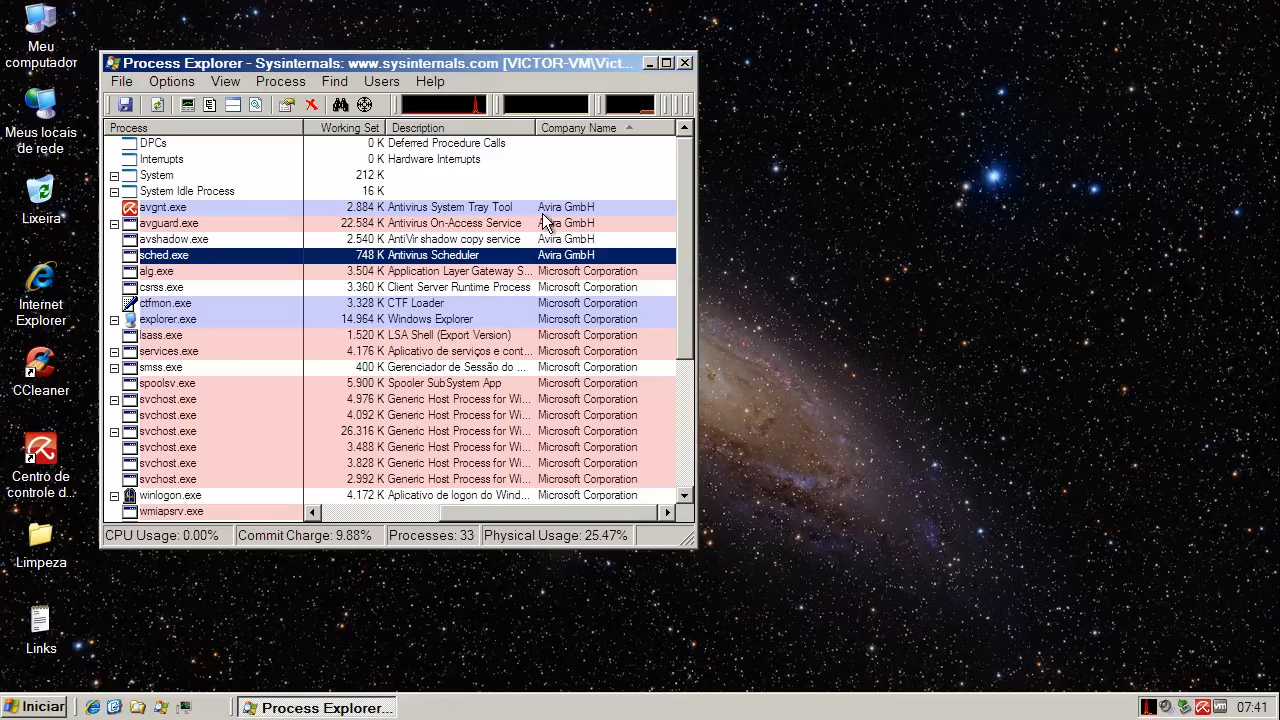 Meu
computador
Meus locais
de rede
Lixeira
Internet
Explorer
CCleaner
Centro de
controle d...
Limpeza
Links
Process Explorer - Sysinternals: www.sysinternals.com [VICTOR-VM\Vict...
File Options View Process Find Users Help
Process Working Set Description Company Name
DPCs 0 K Deferred Procedure Calls
Interrupts 0 K Hardware Interrupts
System 212 K
System Idle Process 16 K
avgnt.exe 2.884 K Antivirus System Tray Tool Avira GmbH
avguard.exe 22.584 K Antivirus On-Access Service Avira GmbH
avshadow.exe 2.540 K AntiVir shadow copy service Avira GmbH
sched.exe 748 K Antivirus Scheduler Avira GmbH
alg.exe 3.504 K Application Layer Gateway S... Microsoft Corporation
csrss.exe 3.360 K Client Server Runtime Process Microsoft Corporation
ctfmon.exe 3.328 K CTF Loader Microsoft Corporation
explorer.exe 14.964 K Windows Explorer Microsoft Corporation
lsass.exe 1.520 K LSA Shell (Export Version) Microsoft Corporation
services.exe 4.176 K Aplicativo de serviços e cont... Microsoft Corporation
smss.exe 400 K Gerenciador de Sessão do ... Microsoft Corporation
spoolsv.exe 5.900 K Spooler SubSystem App Microsoft Corporation
svchost.exe 4.976 K Generic Host Process for Wi... Microsoft Corporation
svchost.exe 4.092 K Generic Host Process for Wi... Microsoft Corporation
svchost.exe 26.316 K Generic Host Process for Wi... Microsoft Corporation
svchost.exe 3.488 K Generic Host Process for Wi... Microsoft Corporation
svchost.exe 3.828 K Generic Host Process for Wi... Microsoft Corporation
svchost.exe 2.992 K Generic Host Process for Wi... Microsoft Corporation
winlogon.exe 4.172 K Aplicativo de logon do Wind... Microsoft Corporation
wmiapsrv.exe
CPU Usage: 0.00% Commit Charge: 9.88% Processes: 33 Physical Usage: 25.47%
Iniciar Process Explorer... 07:41